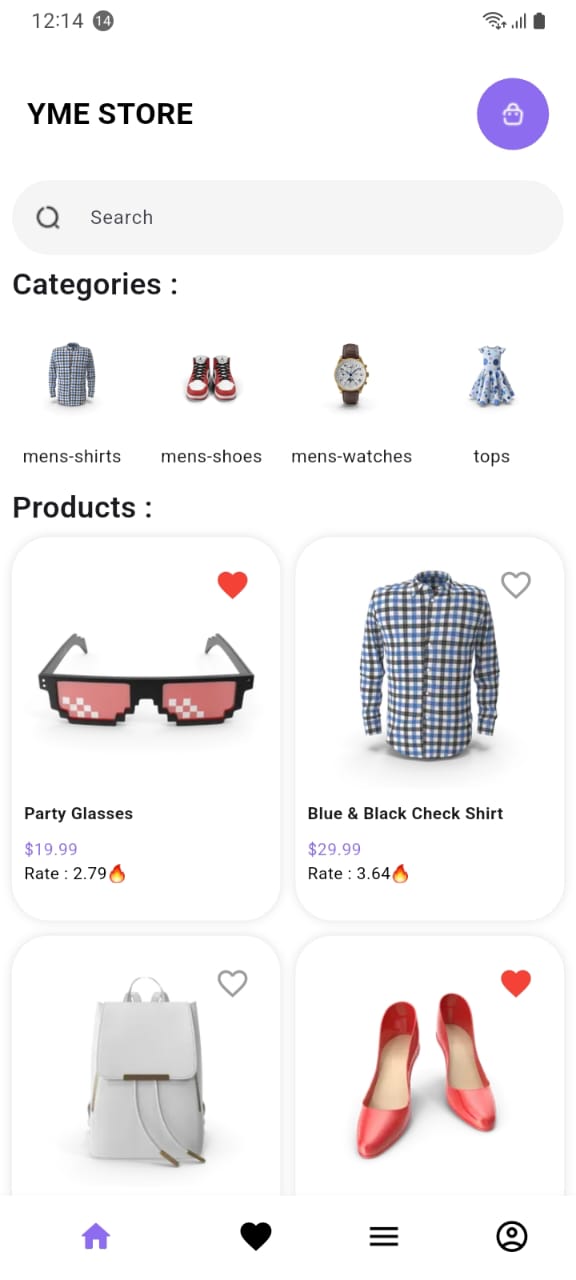 12:14 14
YME STORE
Search
Categories :
mens-shirts mens-shoes mens-watches tops
Products :
Party Glasses
$19.99
Rate : 2.79🔥
Blue & Black Check Shirt
$29.99
Rate : 3.64🔥